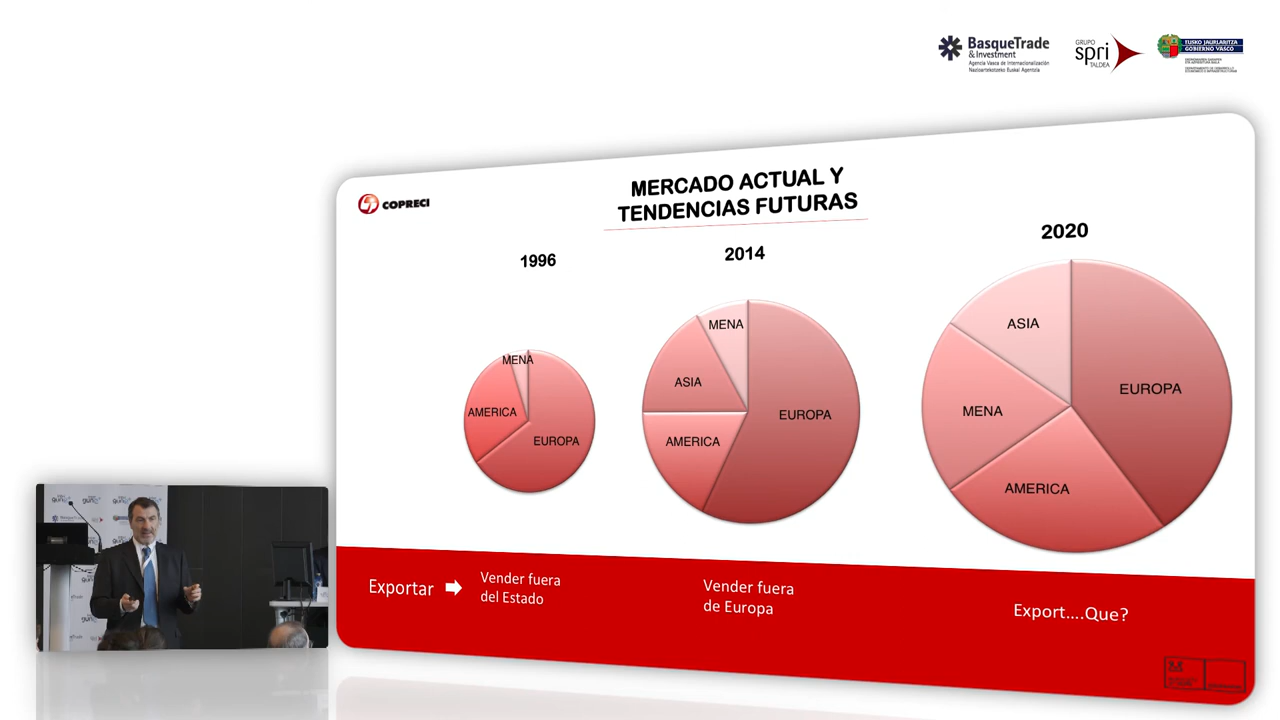 BasqueTrade
& Investment
Agencia Vasca de Internacionalización
Nazioartekotzeko Euskal Agentzia
GRUPO
spri
TALDEA
EUSKO JAURLARITZA
GOBIERNO VASCO
COPRECI
MERCADO ACTUAL Y
TENDENCIAS FUTURAS
1996
2014
2020
MENA
AMERICA
EUROPA
MENA
ASIA
EUROPA
AMERICA
ASIA
EUROPA
MENA
AMERICA
Exportar
Vender fuera
del Estado
Vender fuera
de Europa
Export....Que?